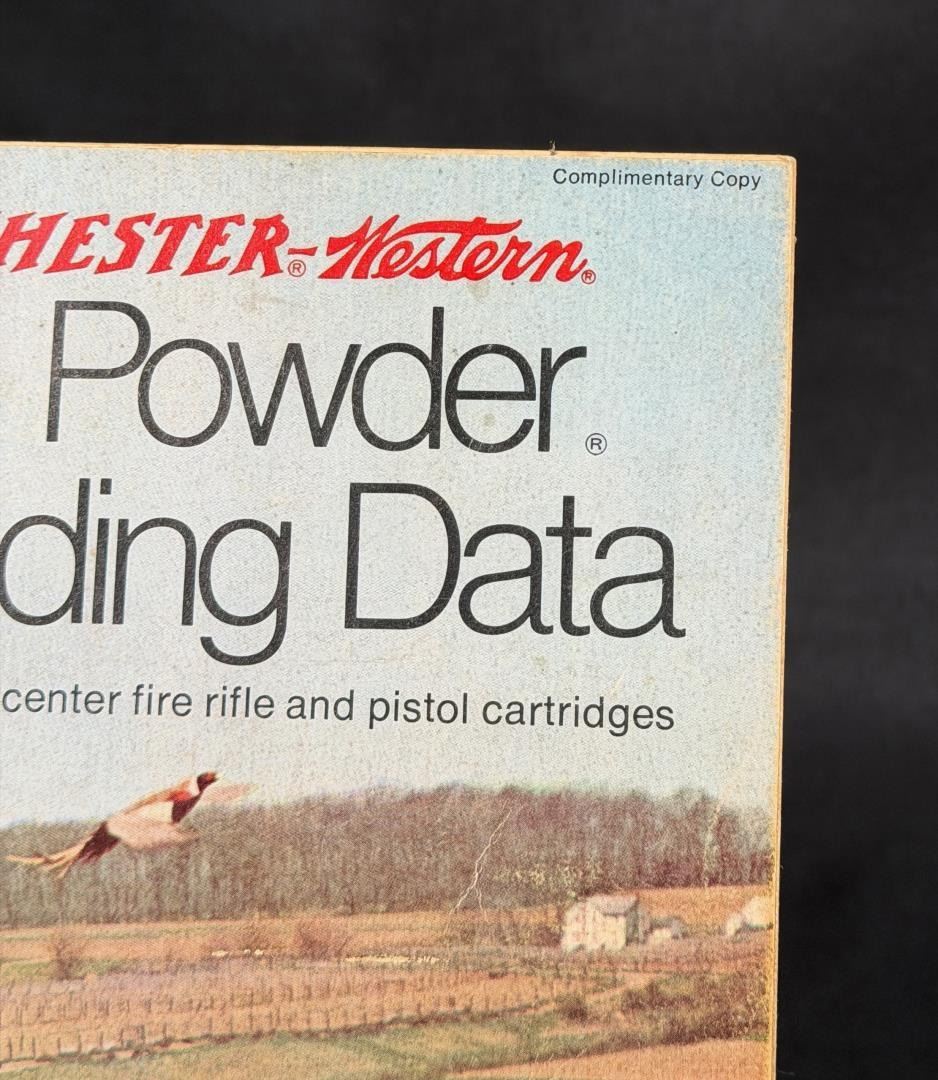 Complimentary Copy
HESTER®-Western®
Powder®
ding Data
center fire rifle and pistol cartridges